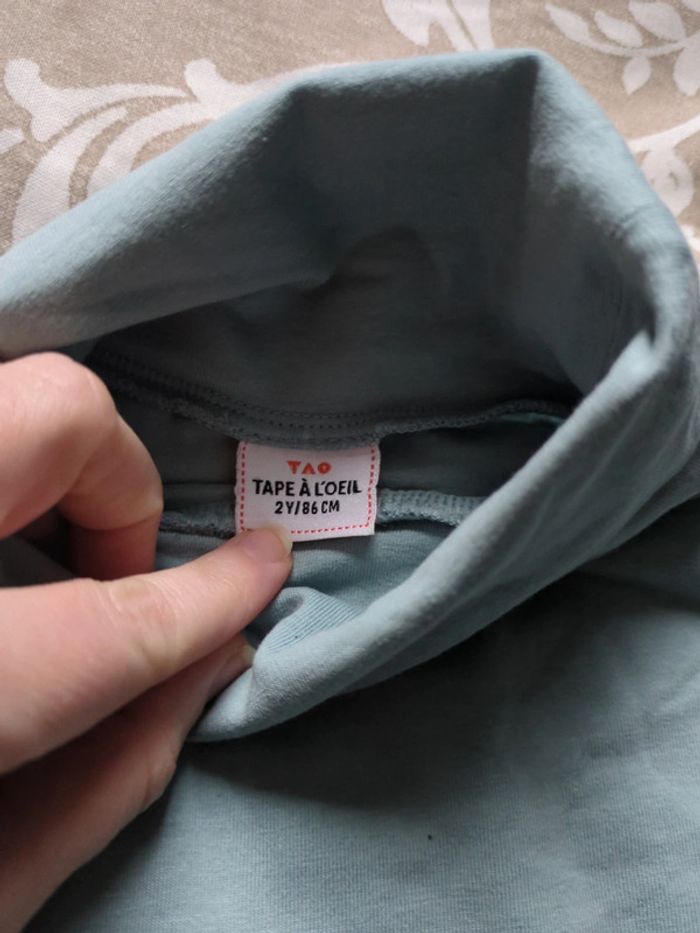 TAO
TAPE À L'OEIL
2Y/86CM